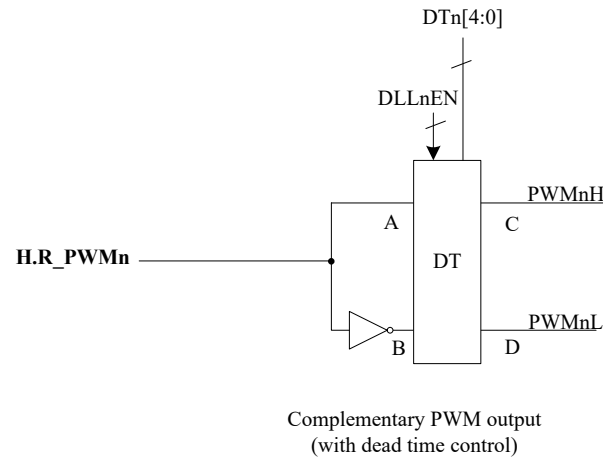 DTn[4:0]
DLLnEN
PWMnH
A
C
H.R_PWMn
DT
PWMnL
B
D
Complementary PWM output
(with dead time control)